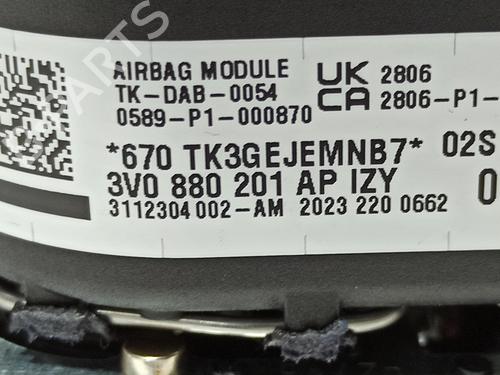 AIRBAG MODULE
TK-DAB-0054
0589-P1-000870
UK 2806
CA 2806-P1-
*670 TK3GEJEMNB7* 02S
3V0 880 201 AP IZY 0
3112304 002-AM 2023 220 0662